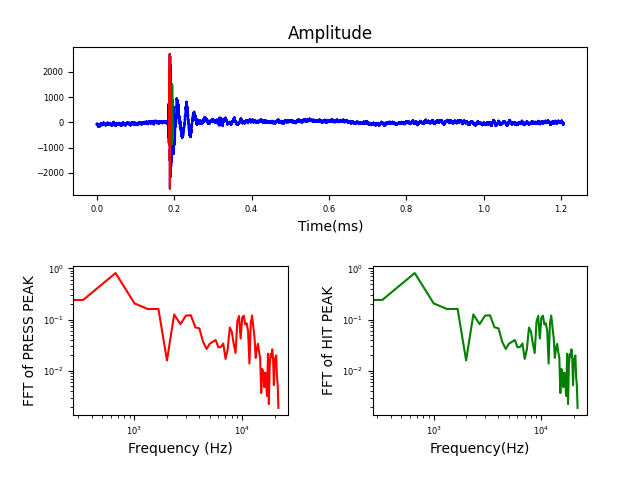 Amplitude
2000
1000
0
−1000
−2000
0.0 0.2 0.4 0.6 0.8 1.0 1.2
Time(ms)
FFT of PRESS PEAK
10⁰
10⁻¹
10⁻²
10³ 10⁴
Frequency (Hz)
FFT of HIT PEAK
10⁰
10⁻¹
10⁻²
10³ 10⁴
Frequency(Hz)